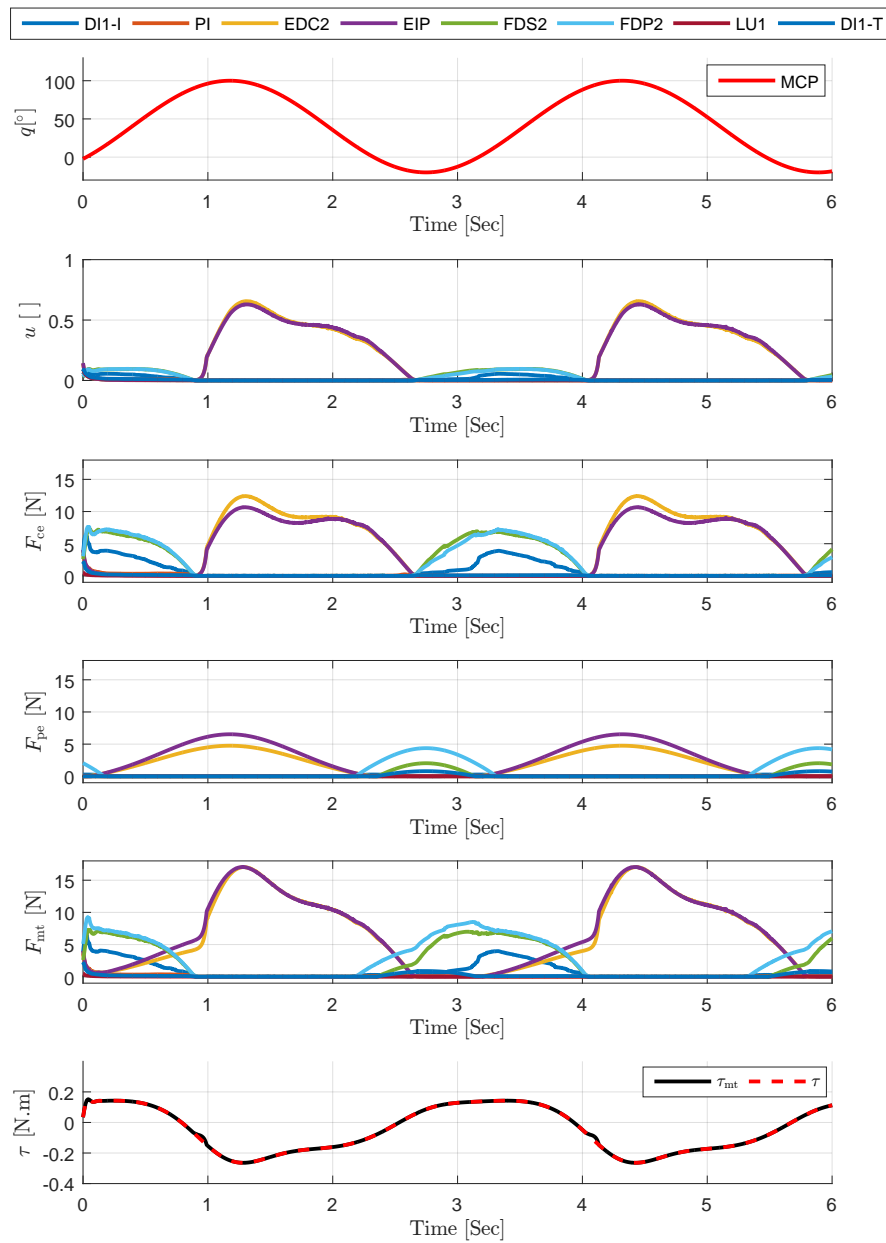 DI1-I PI EDC2 EIP FDS2 FDP2 LU1 DI1-T
MCP
q[°]
100
50
0
0 1 2 3 4 5 6
Time [Sec]
u [ ]
1
0.5
0
0 1 2 3 4 5 6
Time [Sec]
F_ce [N]
15
10
5
0
0 1 2 3 4 5 6
Time [Sec]
F_pe [N]
15
10
5
0
0 1 2 3 4 5 6
Time [Sec]
F_mt [N]
15
10
5
0
0 1 2 3 4 5 6
Time [Sec]
τ_mt τ
τ [N.m]
0.2
0
-0.2
-0.4
0 1 2 3 4 5 6
Time [Sec]